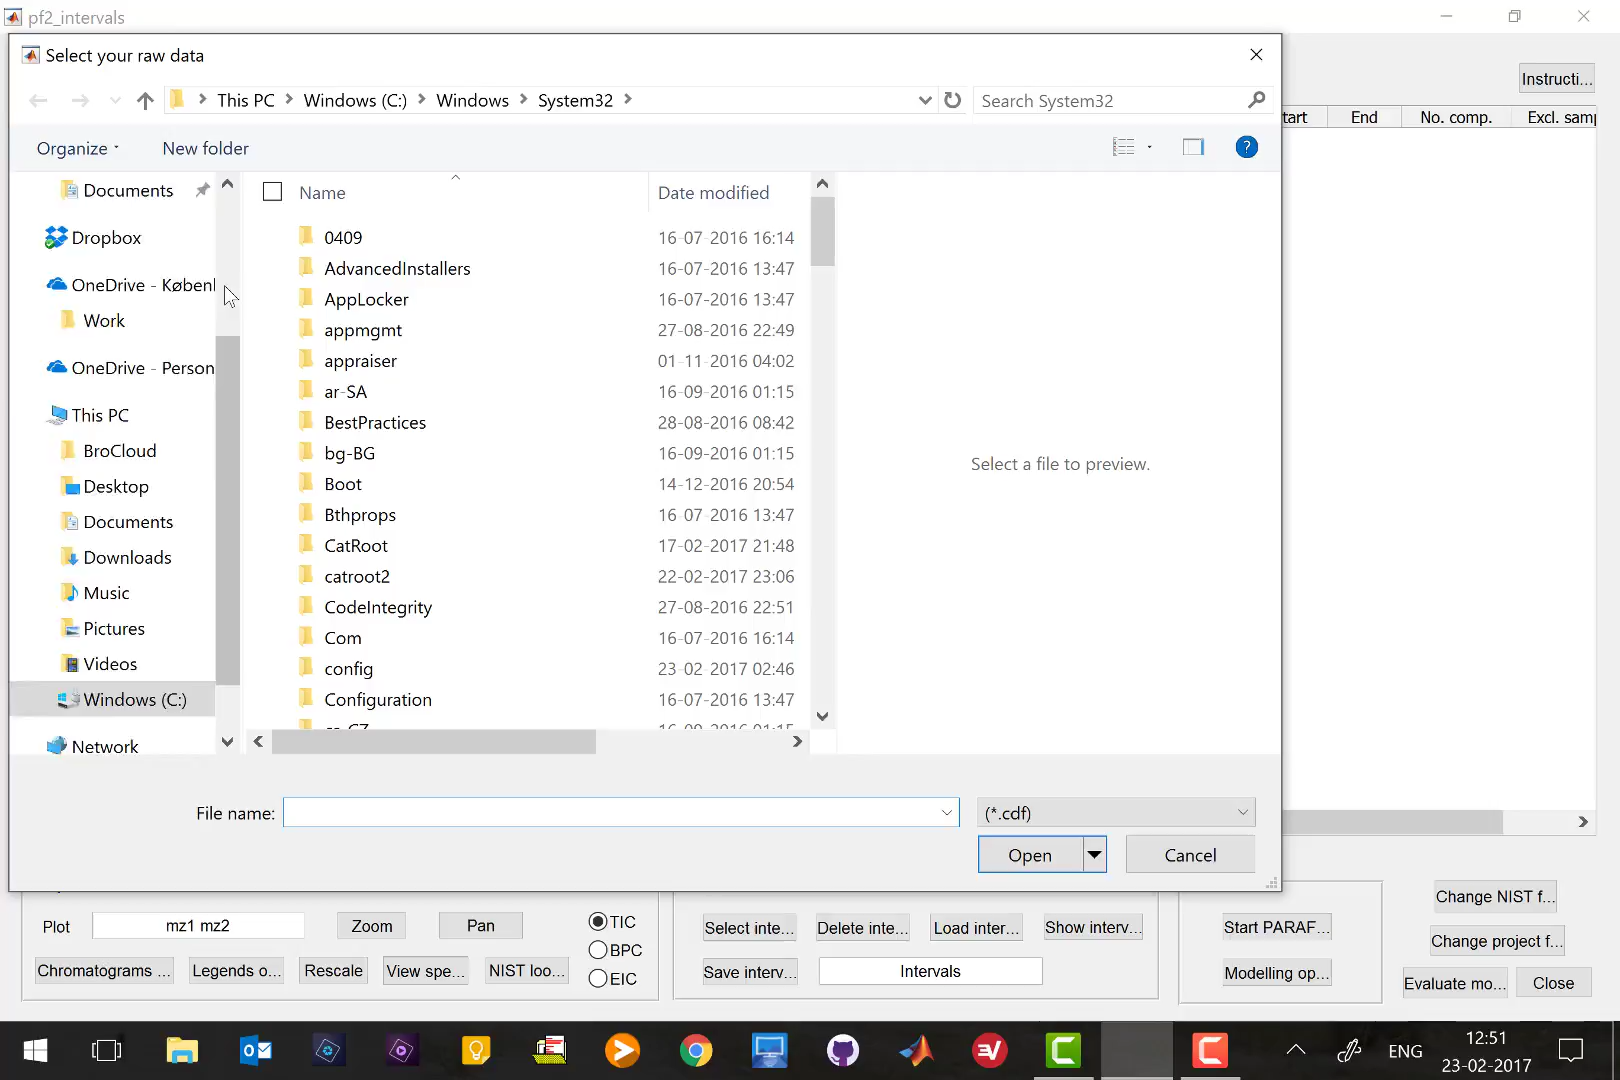 pf2_intervals
Select your raw data
This PC Windows (C:) Windows System32
Search System32
Instructi...
Organize New folder
tart End No. comp. Excl. samp
Name Date modified
Documents
Dropbox
OneDrive - Københ
Work
OneDrive - Person
This PC
BroCloud
Desktop
Documents
Downloads
Music
Pictures
Videos
Windows (C:)
Network
0409 16-07-2016 16:14
AdvancedInstallers 16-07-2016 13:47
AppLocker 16-07-2016 13:47
appmgmt 27-08-2016 22:49
appraiser 01-11-2016 04:02
ar-SA 16-09-2016 01:15
BestPractices 28-08-2016 08:42
bg-BG 16-09-2016 01:15
Boot 14-12-2016 20:54
Bthprops 16-07-2016 13:47
CatRoot 17-02-2017 21:48
catroot2 22-02-2017 23:06
CodeIntegrity 27-08-2016 22:51
Com 16-07-2016 16:14
config 23-02-2017 02:46
Configuration 16-07-2016 13:47
Select a file to preview.
File name:
(*.cdf)
Open Cancel
Plot mz1 mz2 Zoom Pan
TIC
BPC
EIC
Chromatograms ... Legends o... Rescale View spe... NIST loo...
Select inte... Delete inte... Load inter... Show interv...
Save interv... Intervals
Start PARAF...
Modelling op...
Change NIST f...
Change project f...
Evaluate mo... Close
ENG
12:51
23-02-2017